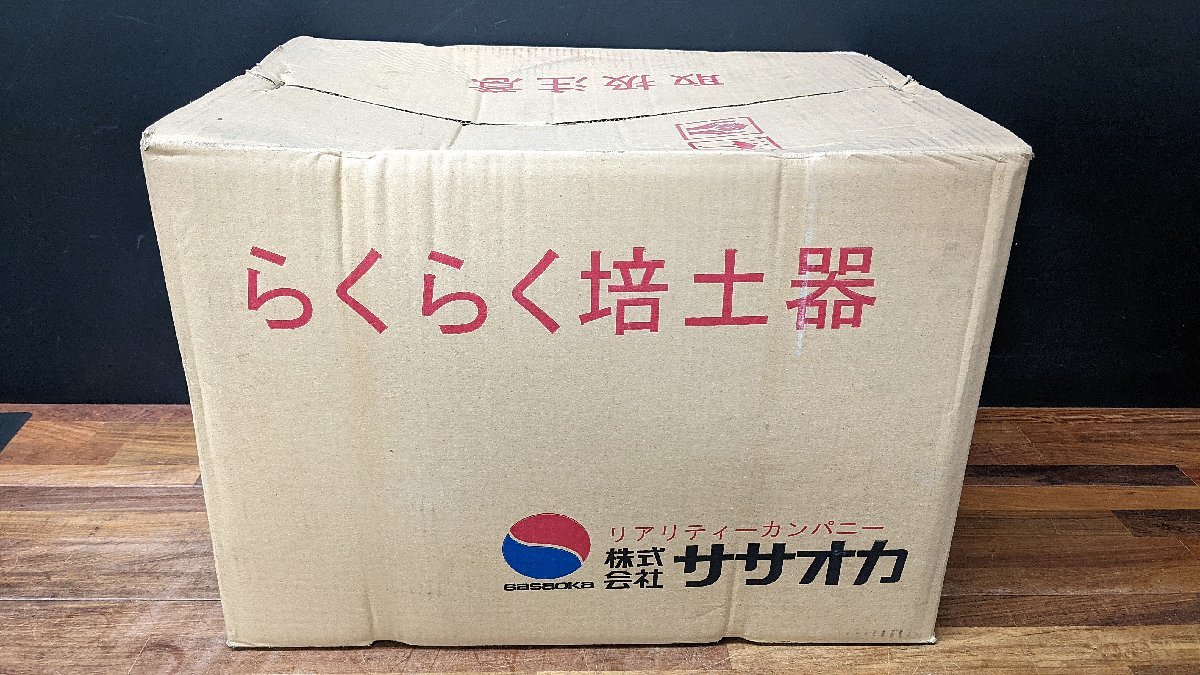 取扱注意
らくらく培土器
リアリティーカンパニー
株式会社 ササオカ
sasaoka